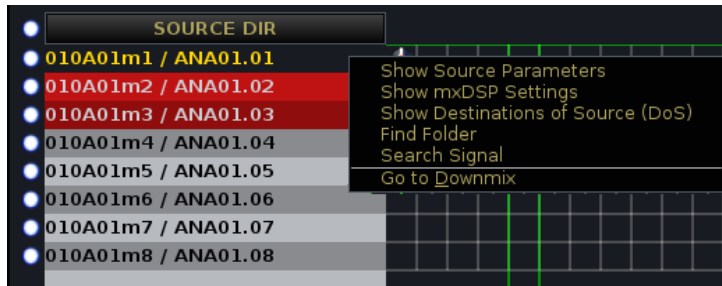 SOURCE DIR
010A01m1 / ANA01.01
010A01m2 / ANA01.02
010A01m3 / ANA01.03
010A01m4 / ANA01.04
010A01m5 / ANA01.05
010A01m6 / ANA01.06
010A01m7 / ANA01.07
010A01m8 / ANA01.08
Show Source Parameters
Show mxDSP Settings
Show Destinations of Source (DoS)
Find Folder
Search Signal
Go to Downmix